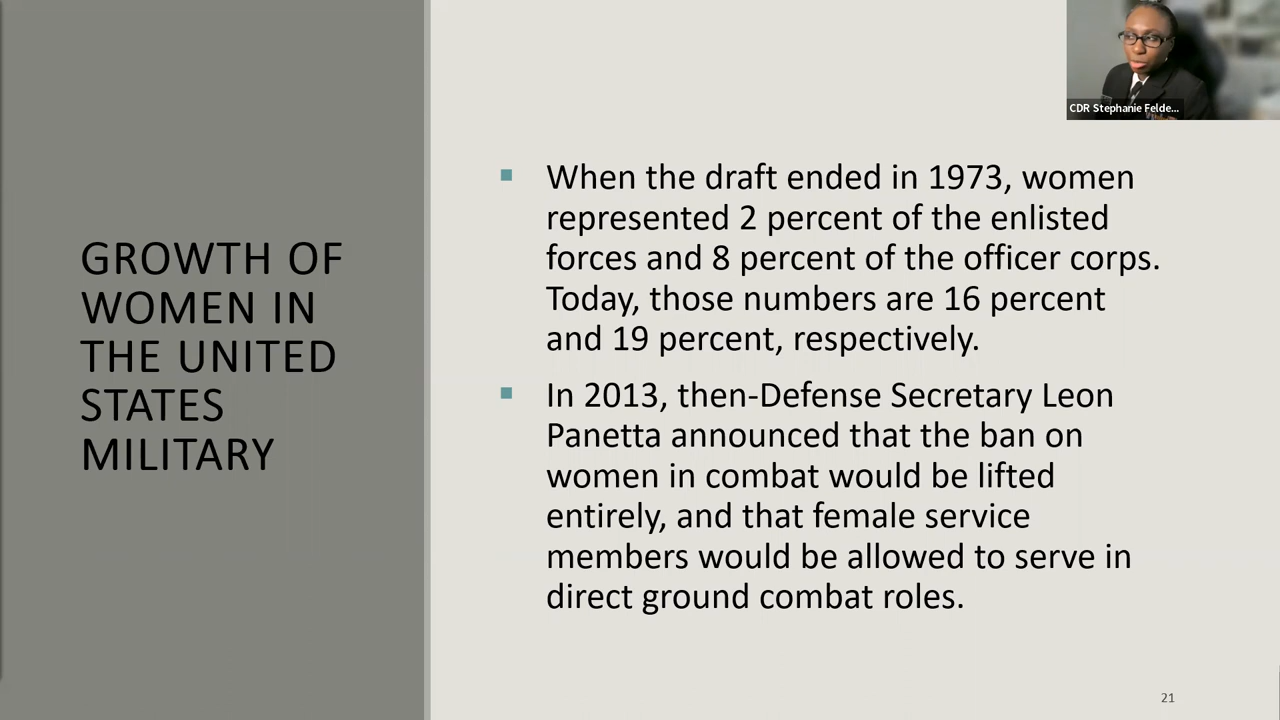 GROWTH OF
WOMEN IN
THE UNITED
STATES
MILITARY
When the draft ended in 1973, women
represented 2 percent of the enlisted
forces and 8 percent of the officer corps.
Today, those numbers are 16 percent
and 19 percent, respectively.
In 2013, then-Defense Secretary Leon
Panetta announced that the ban on
women in combat would be lifted
entirely, and that female service
members would be allowed to serve in
direct ground combat roles.
CDR Stephanie Felde...
21